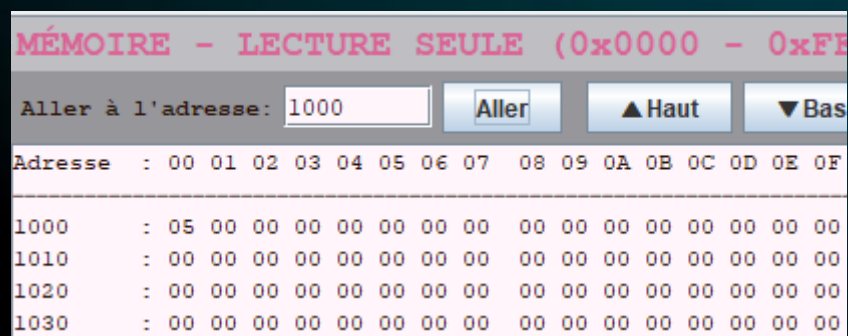 MÉMOIRE - LECTURE SEULE (0x0000 - 0xFE
Aller à l'adresse: 1000 Aller ▲Haut ▼Bas
Adresse : 00 01 02 03 04 05 06 07 08 09 0A 0B 0C 0D 0E 0F
1000 : 05 00 00 00 00 00 00 00 00 00 00 00 00 00 00 00
1010 : 00 00 00 00 00 00 00 00 00 00 00 00 00 00 00 00
1020 : 00 00 00 00 00 00 00 00 00 00 00 00 00 00 00 00
1030 : 00 00 00 00 00 00 00 00 00 00 00 00 00 00 00 00